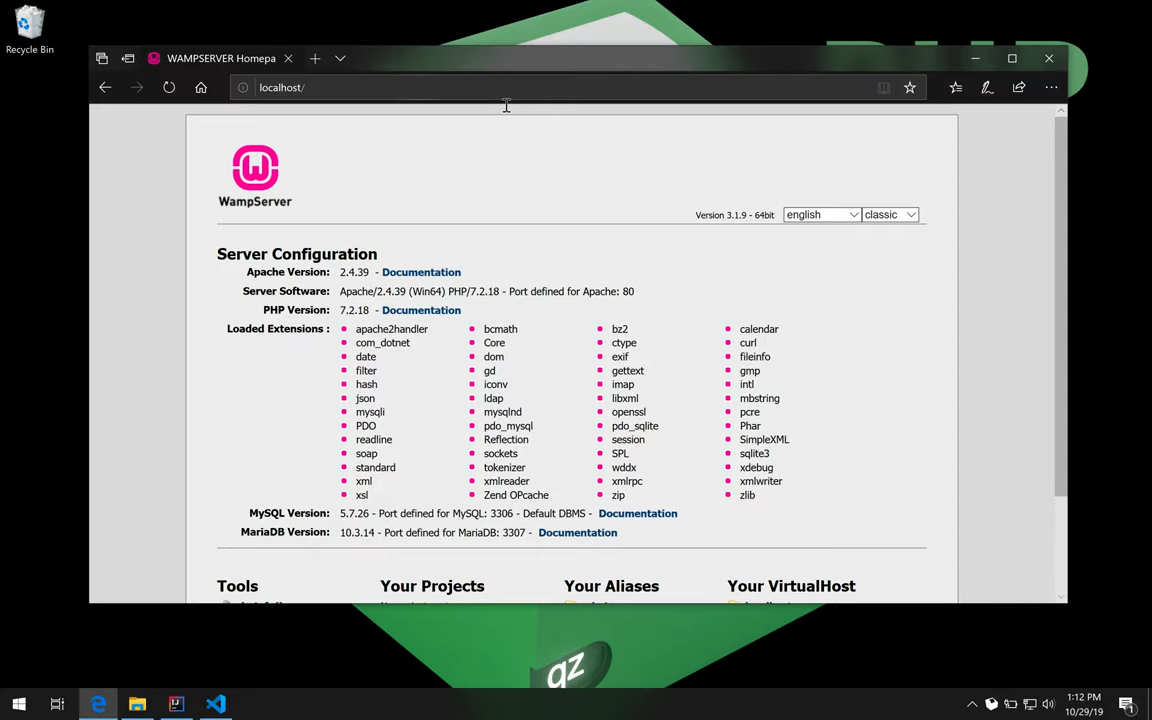 Recycle Bin
WAMPSERVER Homepa
localhost/
WampServer
Version 3.1.9 - 64bit english classic
Server Configuration
Apache Version: 2.4.39 - Documentation
Server Software: Apache/2.4.39 (Win64) PHP/7.2.18 - Port defined for Apache: 80
PHP Version: 7.2.18 - Documentation
Loaded Extensions : apache2handler bcmath bz2 calendar
com_dotnet Core ctype curl
date dom exif fileinfo
filter gd gettext gmp
hash iconv imap intl
json ldap libxml mbstring
mysqli mysqlnd openssl pcre
PDO pdo_mysql pdo_sqlite Phar
readline Reflection session SimpleXML
soap sockets SPL sqlite3
standard tokenizer wddx xdebug
xml xmlreader xmlrpc xmlwriter
xsl Zend OPcache zip zlib
MySQL Version: 5.7.26 - Port defined for MySQL: 3306 - Default DBMS - Documentation
MariaDB Version: 10.3.14 - Port defined for MariaDB: 3307 - Documentation
Tools Your Projects Your Aliases Your VirtualHost
gz
1:12 PM
10/29/19
1